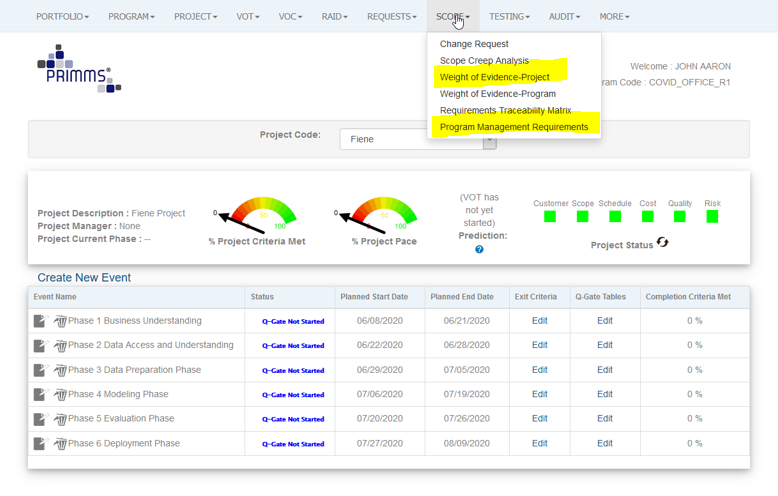 PORTFOLIO PROGRAM PROJECT VOT VOC RAID REQUESTS SCOPE TESTING AUDIT MORE
Change Request
Scope Creep Analysis
Weight of Evidence-Project
Weight of Evidence-Program
Requirements Traceability Matrix
Program Management Requirements
PRIMMS®
Welcome : JOHN AARON
ram Code : COVID_OFFICE_R1
Project Code: Fiene
Project Description : Fiene Project
Project Manager : None
Project Current Phase : --
0 50 100
% Project Criteria Met
0 50 100
% Project Pace
(VOT has
not yet
started)
Prediction:
?
Customer Scope Schedule Cost Quality Risk
Project Status
Create New Event
Event Name Status Planned Start Date Planned End Date Exit Criteria Q-Gate Tables Completion Criteria Met
Phase 1 Business Understanding Q-Gate Not Started 06/08/2020 06/21/2020 Edit Edit 0 %
Phase 2 Data Access and Understanding Q-Gate Not Started 06/22/2020 06/28/2020 Edit Edit 0 %
Phase 3 Data Preparation Phase Q-Gate Not Started 06/29/2020 07/05/2020 Edit Edit 0 %
Phase 4 Modeling Phase Q-Gate Not Started 07/06/2020 07/19/2020 Edit Edit 0 %
Phase 5 Evaluation Phase Q-Gate Not Started 07/20/2020 07/26/2020 Edit Edit 0 %
Phase 6 Deployment Phase Q-Gate Not Started 07/27/2020 08/09/2020 Edit Edit 0 %